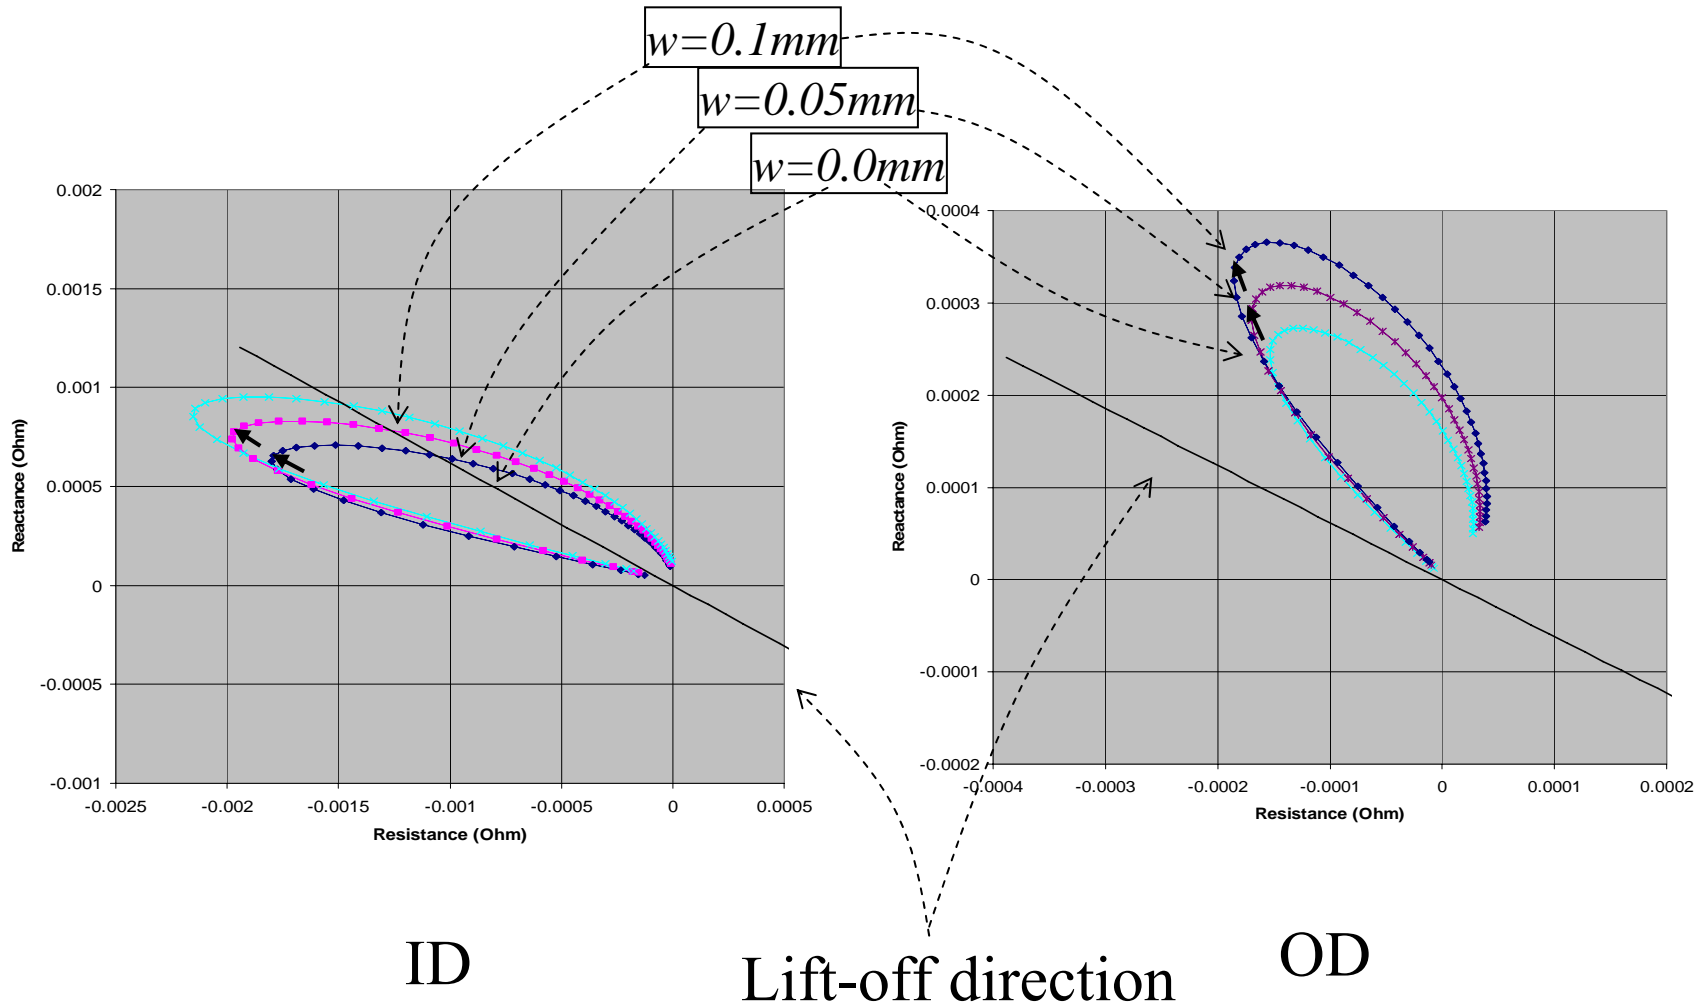 w=0.1mm
w=0.05mm
w=0.0mm
0.002
0.0015
0.001
0.0005
0
-0.0005
-0.001
-0.0025
-0.002
-0.0015
-0.001
-0.0005
0
0.0005
Reactance (Ohm)
Resistance (Ohm)
0.0004
0.0003
0.0002
0.0001
0
-0.0001
-0.0002
-0.0004
-0.0003
-0.0002
-0.0001
0
0.0001
0.0002
Reactance (Ohm)
Resistance (Ohm)
ID
Lift-off direction
OD